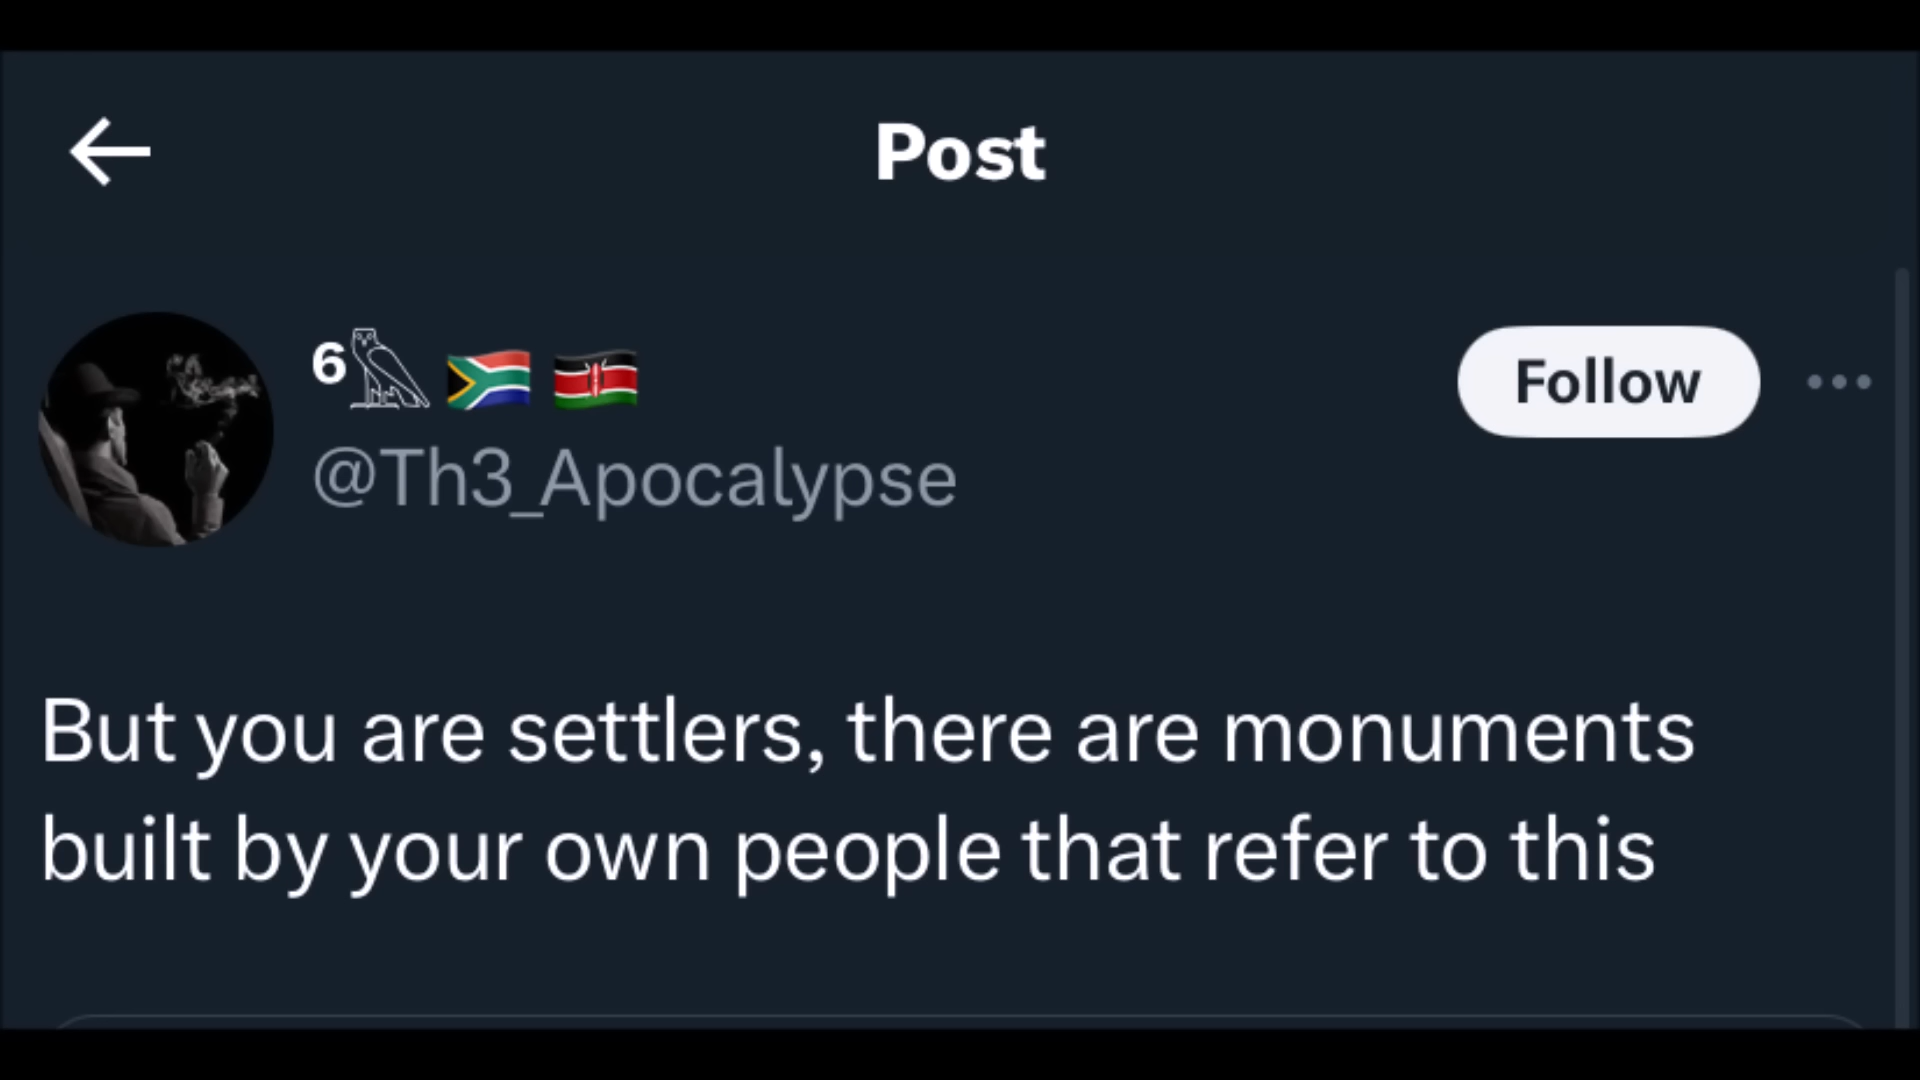 Post
6𓅓🇿🇦🇰🇪
Follow
@Th3_Apocalypse
But you are settlers, there are monuments
built by your own people that refer to this